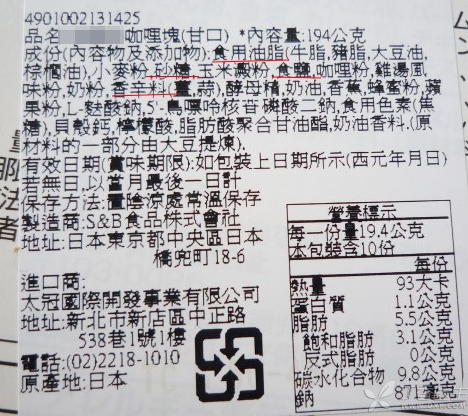 4901002131425
品名 咖哩塊(甘口) *內容量:194公克
成份(內容物及添加物):食用油脂(牛脂,豬脂,大豆油,
棕櫚油),小麥粉,砂糖,玉米澱粉,食鹽,咖哩粉,雞湯風
味粉,奶粉,香辛料(薑,蒜),酵母精,奶油,香蕉,蜂蜜粉,蘋
果粉,L-麩酸鈉,5'-鳥嘌呤核苷磷酸二鈉,食用色素(焦
糖),貝殼鈣,檸檬酸,脂肪酸聚合甘油酯,奶油香料.(原
材料的一部分由大豆提煉).
有效日期(賞味期限):如包裝上日期所示(西元年月日)
若無日,以當月最後一日計
保存方法:置陰涼處常溫保存
製造商:S&B食品株式會社
地址:日本東京都中央區日本
橋兜町18-6
進口商:
太冠國際開發事業有限公司
地址:新北市新店區中正路
538巷1號1樓
電話:(02)2218-1010
原產地:日本
營養標示
每一份量19.4公克
本包裝含10份
每份
熱量 93大卡
蛋白質 1.1公克
脂肪 5.5公克
飽和脂肪 3.1公克
反式脂肪 0公克
碳水化合物 9.8公克
鈉 871毫克